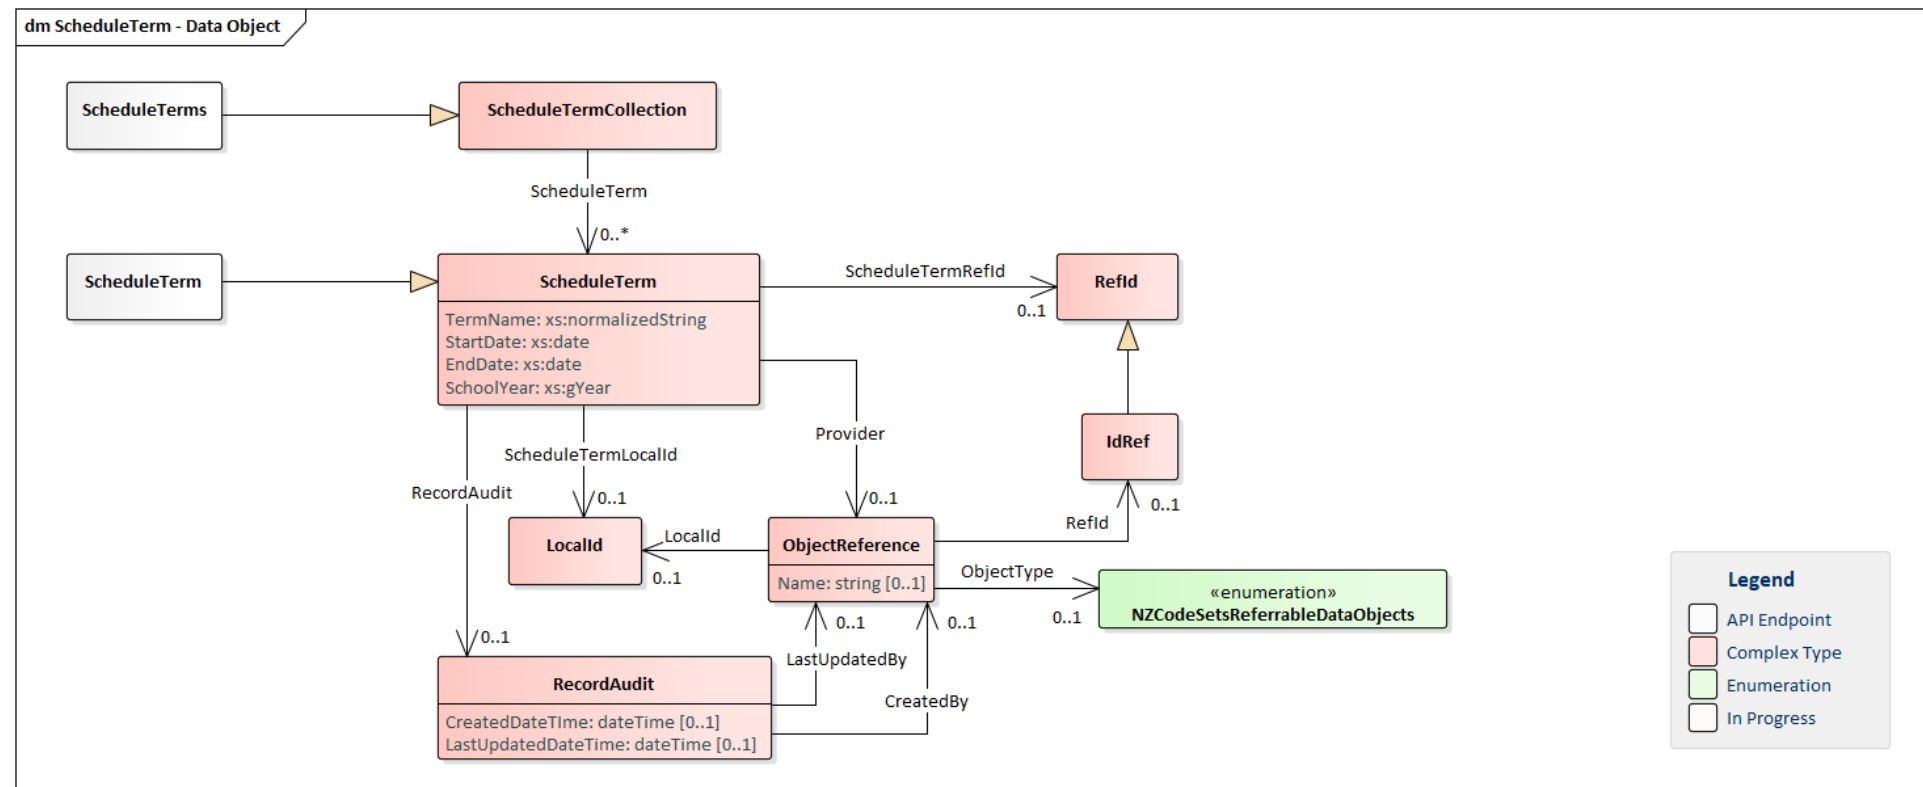 dm ScheduleTerm - Data Object
ScheduleTerms
ScheduleTermCollection
ScheduleTerm
0..*
ScheduleTerm
ScheduleTerm
TermName: xs:normalizedString
StartDate: xs:date
EndDate: xs:date
SchoolYear: xs:gYear
ScheduleTermRefId
0..1
RefId
Provider
0..1
IdRef
0..1
ScheduleTermLocalId
0..1
RecordAudit
0..1
LocalId
LocalId
0..1
ObjectReference
Name: string [0..1]
RefId
ObjectType
0..1
«enumeration»
NZCodeSetsReferrableDataObjects
0..1
0..1
LastUpdatedBy
CreatedBy
RecordAudit
CreatedDateTIme: dateTime [0..1]
LastUpdatedDateTime: dateTime [0..1]
Legend
API Endpoint
Complex Type
Enumeration
In Progress